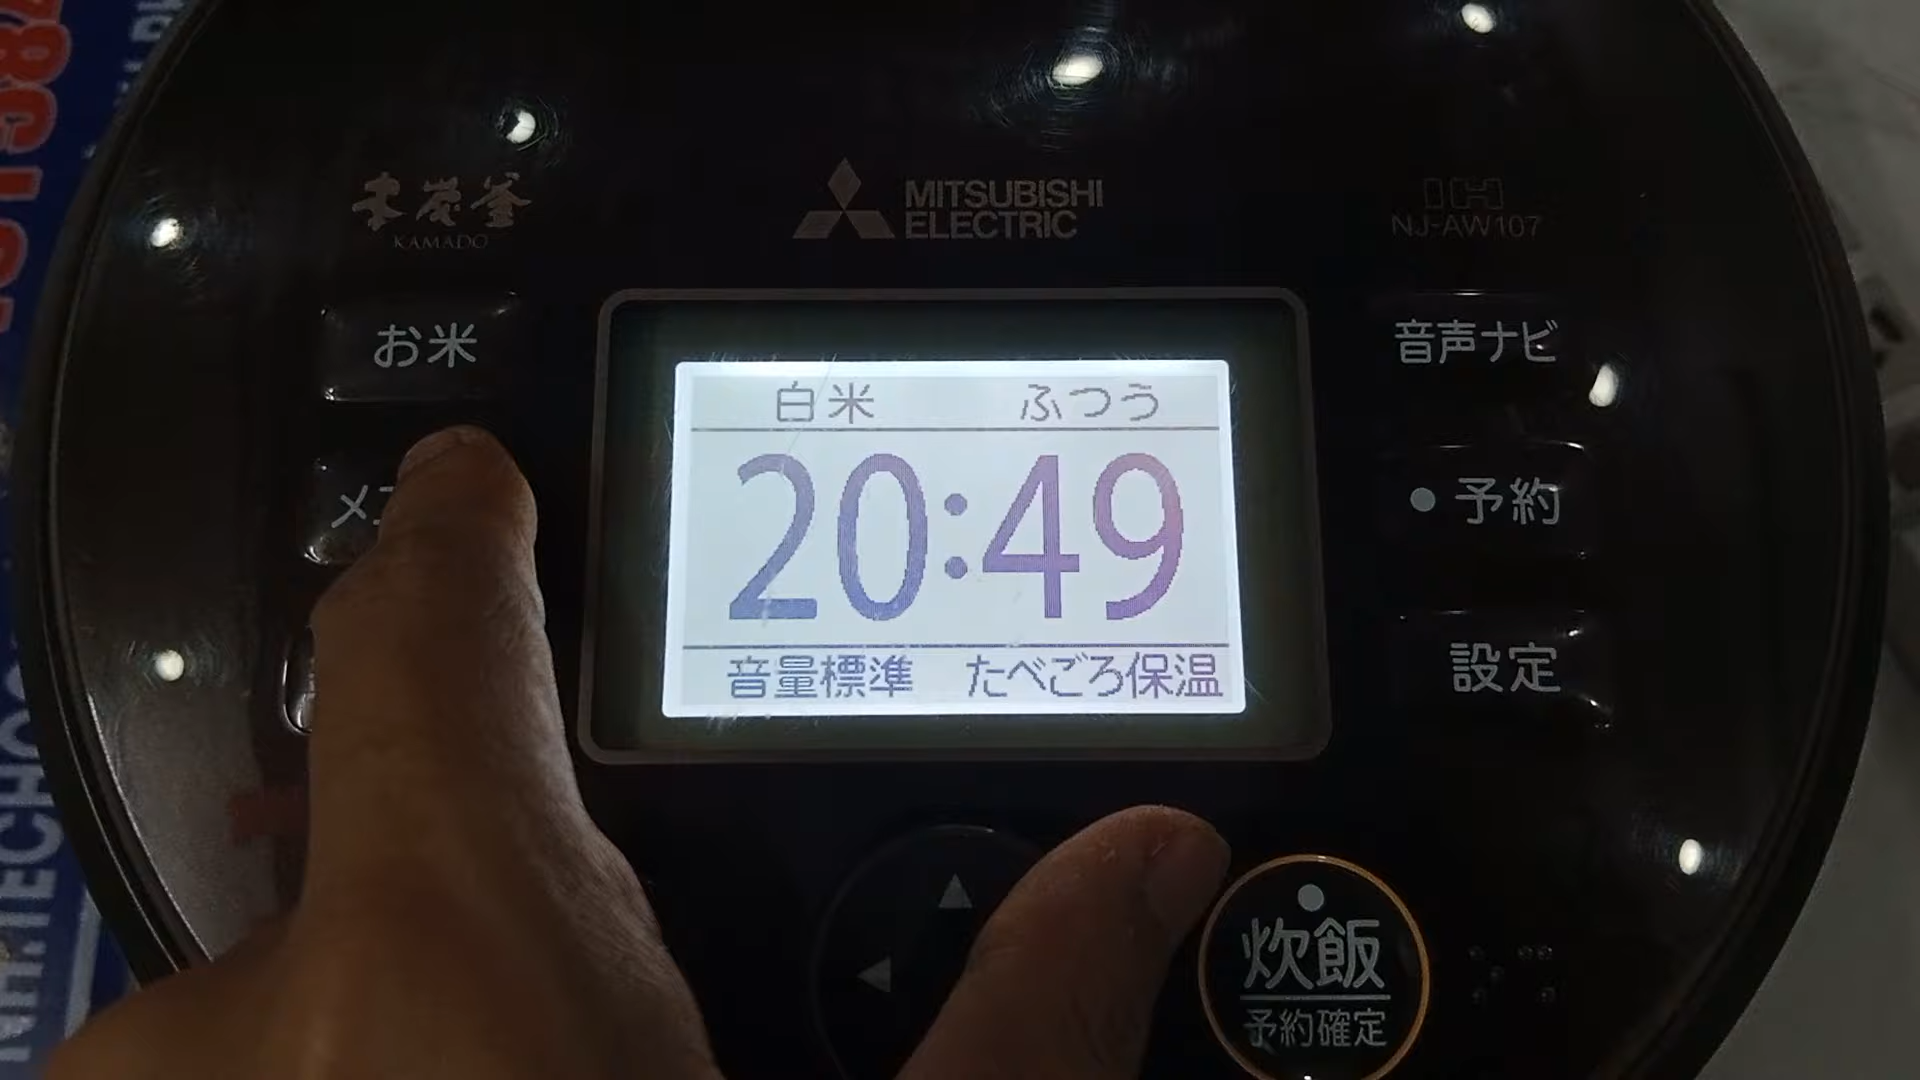 本炭釜
KAMADO
MITSUBISHI
ELECTRIC
IH
NJ-AW107
お米
音声ナビ
白米 ふつう
20:49
予約
音量標準 たべごろ保温
設定
炊飯
予約確定